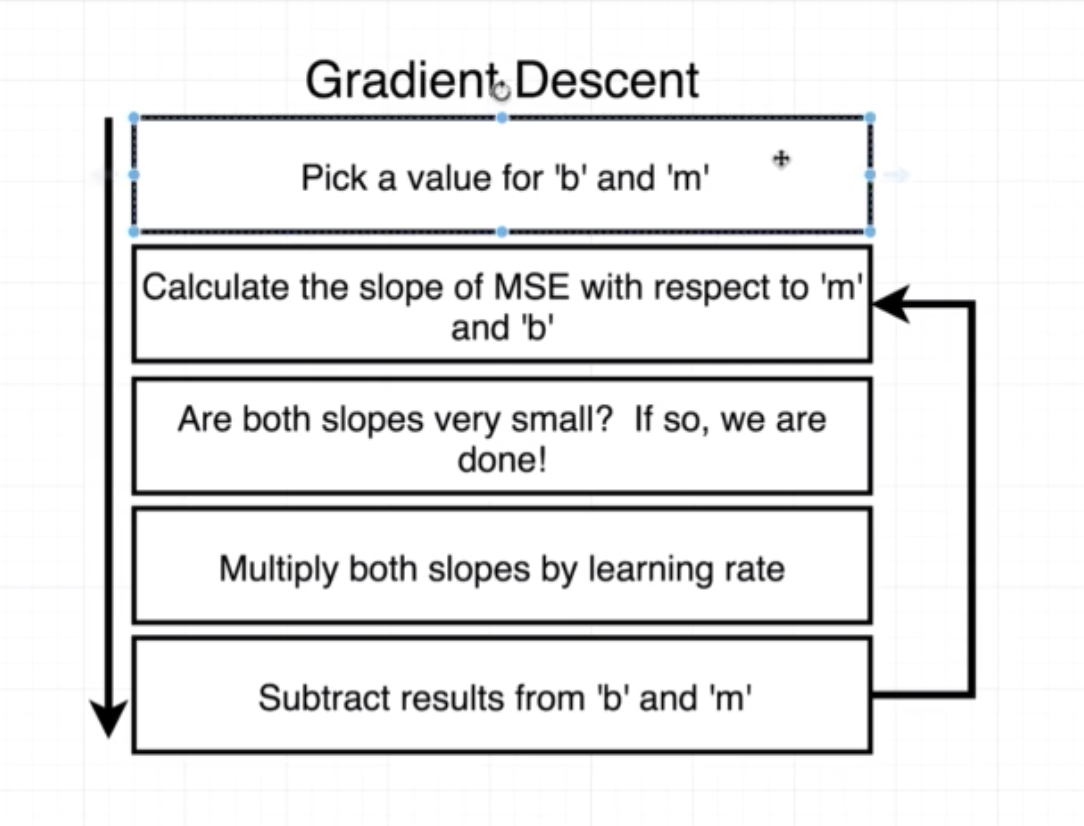 Gradient Descent
Pick a value for 'b' and 'm'
Calculate the slope of MSE with respect to 'm'
and 'b'
Are both slopes very small?  If so, we are
done!
Multiply both slopes by learning rate
Subtract results from 'b' and 'm'